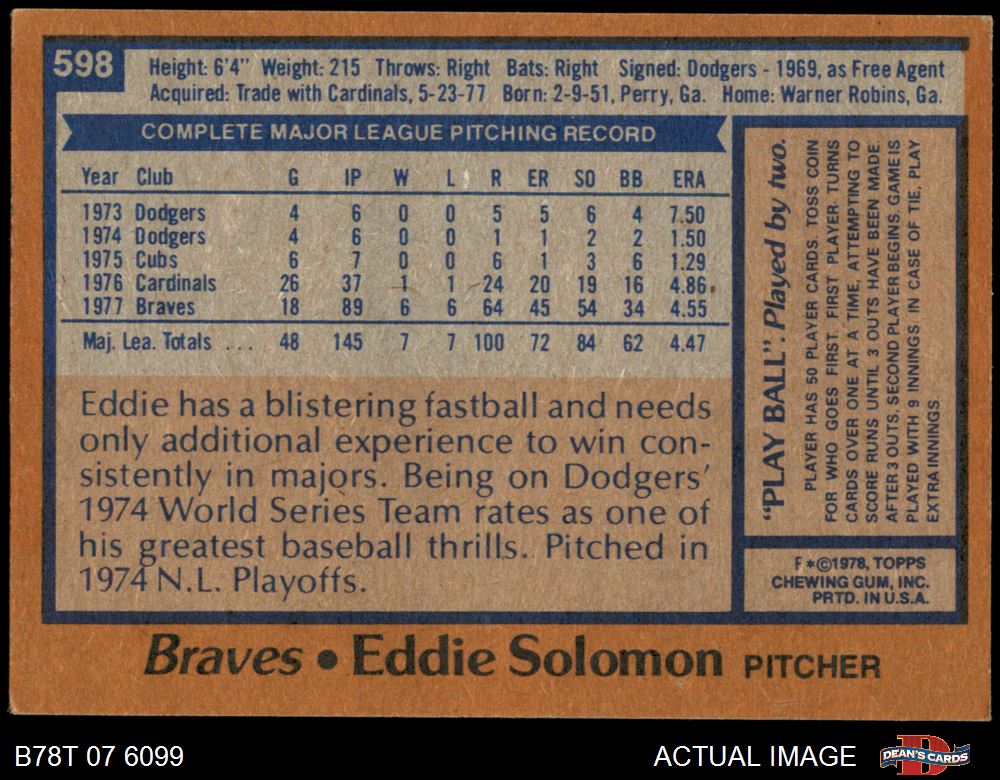 598
Height: 6'4" Weight: 215 Throws: Right Bats: Right Signed: Dodgers - 1969, as Free Agent
Acquired: Trade with Cardinals, 5-23-77 Born: 2-9-51, Perry, Ga. Home: Warner Robins, Ga.
COMPLETE MAJOR LEAGUE PITCHING RECORD
Year Club G IP W L R ER SO BB ERA
1973 Dodgers 4 6 0 0 5 5 6 4 7.50
1974 Dodgers 4 6 0 0 1 1 2 2 1.50
1975 Cubs 6 7 0 0 6 1 3 6 1.29
1976 Cardinals 26 37 1 1 24 20 19 16 4.86
1977 Braves 18 89 6 6 64 45 54 34 4.55
Maj. Lea. Totals ... 48 145 7 7 100 72 84 62 4.47
Eddie has a blistering fastball and needs
only additional experience to win con-
sistently in majors. Being on Dodgers'
1974 World Series Team rates as one of
his greatest baseball thrills. Pitched in
1974 N.L. Playoffs.
"PLAY BALL". Played by two.
PLAYER HAS 50 PLAYER CARDS. TOSS COIN
FOR WHO GOES FIRST. FIRST PLAYER TURNS
CARDS OVER ONE AT A TIME, ATTEMPTING TO
SCORE RUNS UNTIL 3 OUTS HAVE BEEN MADE.
AFTER 3 OUTS, SECOND PLAYER BEGINS. GAME IS
PLAYED WITH 9 INNINGS. IN CASE OF TIE, PLAY
EXTRA INNINGS.
F*©1978, TOPPS
CHEWING GUM, INC.
PRTD. IN U.S.A.
Braves • Eddie Solomon PITCHER
B78T 07 6099
ACTUAL IMAGE
DEAN'S CARDS